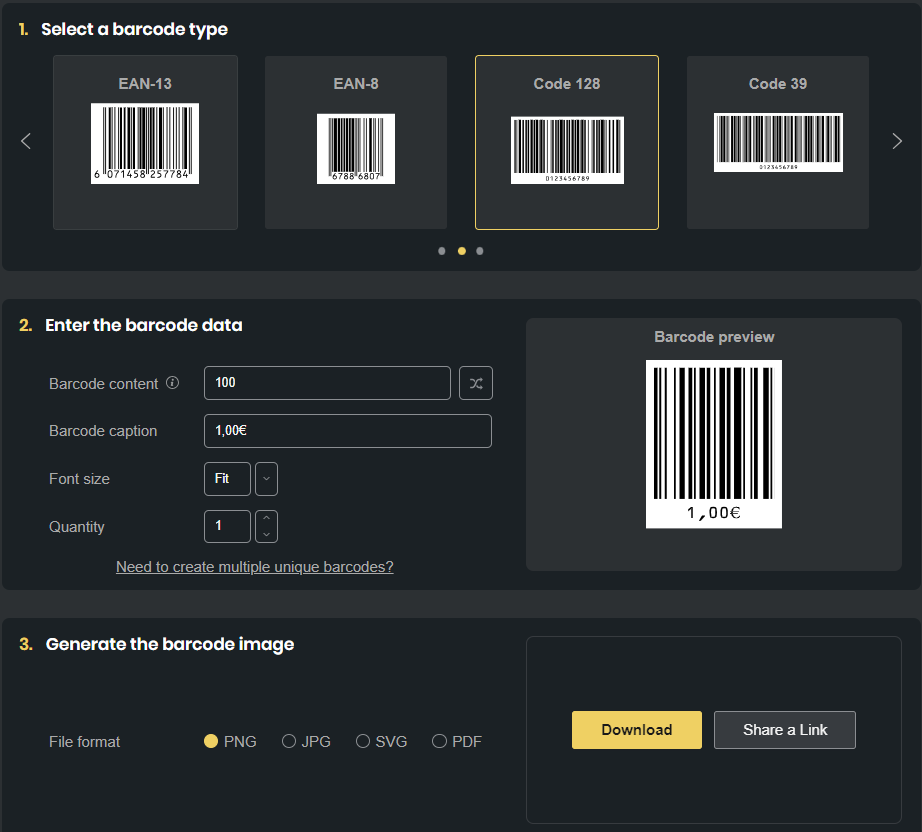 1. Select a barcode type
EAN-13
6 071458 257784
EAN-8
6788 6807
Code 128
0123456789
Code 39
0123456789
2. Enter the barcode data
Barcode content
100
Barcode caption
1,00€
Font size
Fit
Quantity
1
Need to create multiple unique barcodes?
Barcode preview
1,00€
3. Generate the barcode image
File format
PNG
JPG
SVG
PDF
Download
Share a Link